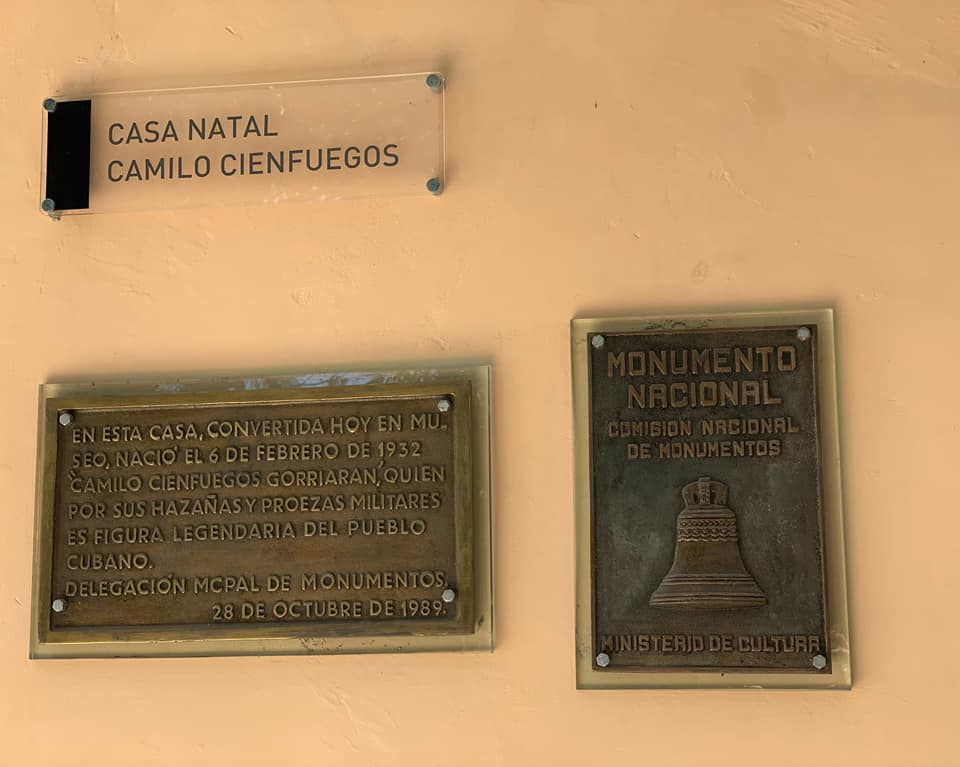 CASA NATAL
CAMILO CIENFUEGOS
EN ESTA CASA, CONVERTIDA HOY EN MU-
SEO, NACIÓ EL 6 DE FEBRERO DE 1932
CAMILO CIENFUEGOS GORRIARAN, QUIEN
POR SUS HAZAÑAS Y PROEZAS MILITARES
ES FIGURA LEGENDARIA DEL PUEBLO
CUBANO.
DELEGACIÓN MCPAL DE MONUMENTOS
28 DE OCTUBRE DE 1989.
MONUMENTO
NACIONAL
COMISION NACIONAL
DE MONUMENTOS
MINISTERIO DE CULTURA